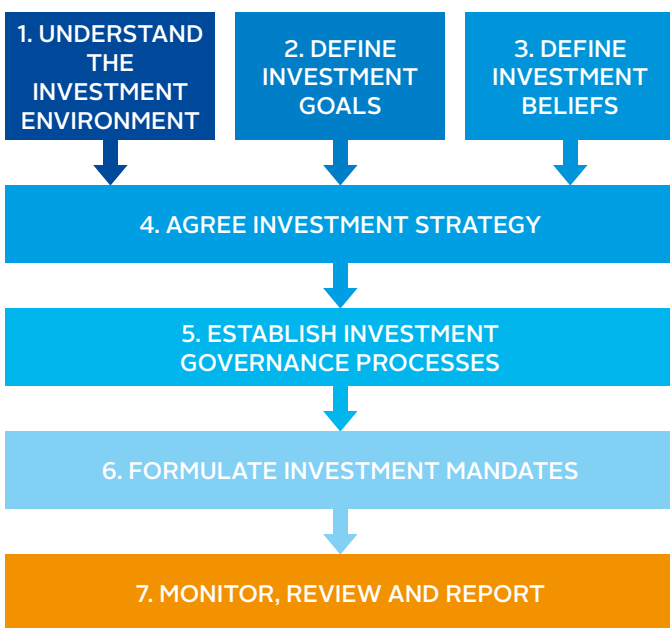 1. UNDERSTAND
THE
INVESTMENT
ENVIRONMENT
2. DEFINE
INVESTMENT
GOALS
3. DEFINE
INVESTMENT
BELIEFS
4. AGREE INVESTMENT STRATEGY
5. ESTABLISH INVESTMENT
GOVERNANCE PROCESSES
6. FORMULATE INVESTMENT MANDATES
7. MONITOR, REVIEW AND REPORT